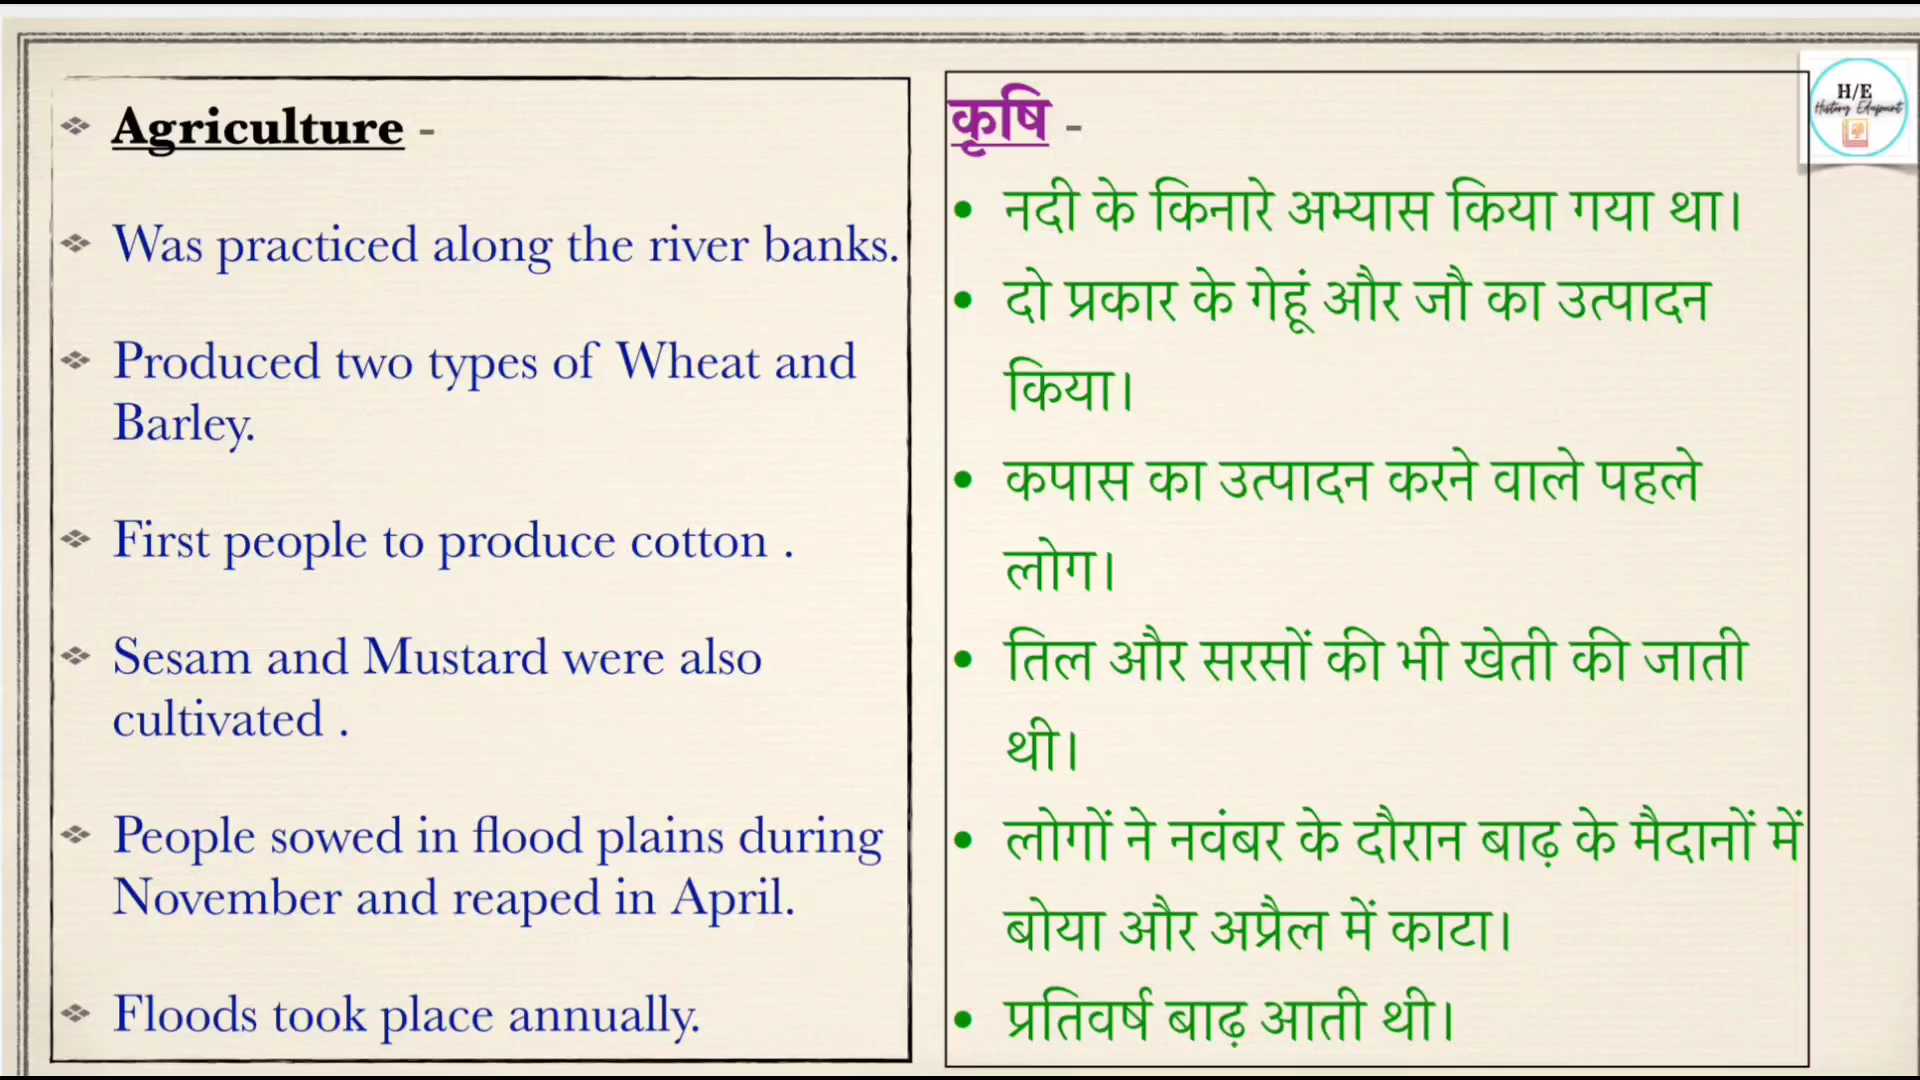 Agriculture -
Was practiced along the river banks.
Produced two types of Wheat and
Barley.
First people to produce cotton .
Sesam and Mustard were also
cultivated .
People sowed in flood plains during
November and reaped in April.
Floods took place annually.
कृषि -
नदी के किनारे अभ्यास किया गया था।
दो प्रकार के गेहूं और जौ का उत्पादन
किया।
कपास का उत्पादन करने वाले पहले
लोग।
तिल और सरसों की भी खेती की जाती
थी।
लोगों ने नवंबर के दौरान बाढ़ के मैदानों में
बोया और अप्रैल में काटा।
प्रतिवर्ष बाढ़ आती थी।
H/E
History Edupoint